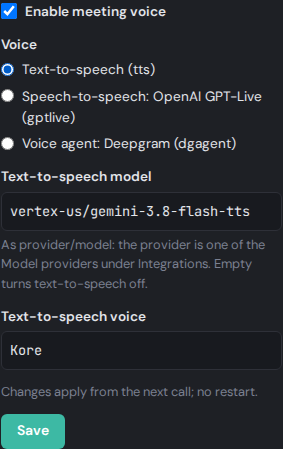 Enable meeting voice
Voice
Text-to-speech (tts)
Speech-to-speech: OpenAI GPT-Live
(gptlive)
Voice agent: Deepgram (dgagent)
Text-to-speech model
vertex-us/gemini-3.8-flash-tts
As provider/model: the provider is one of the
Model providers under Integrations. Empty
turns text-to-speech off.
Text-to-speech voice
Kore
Changes apply from the next call; no restart.
Save